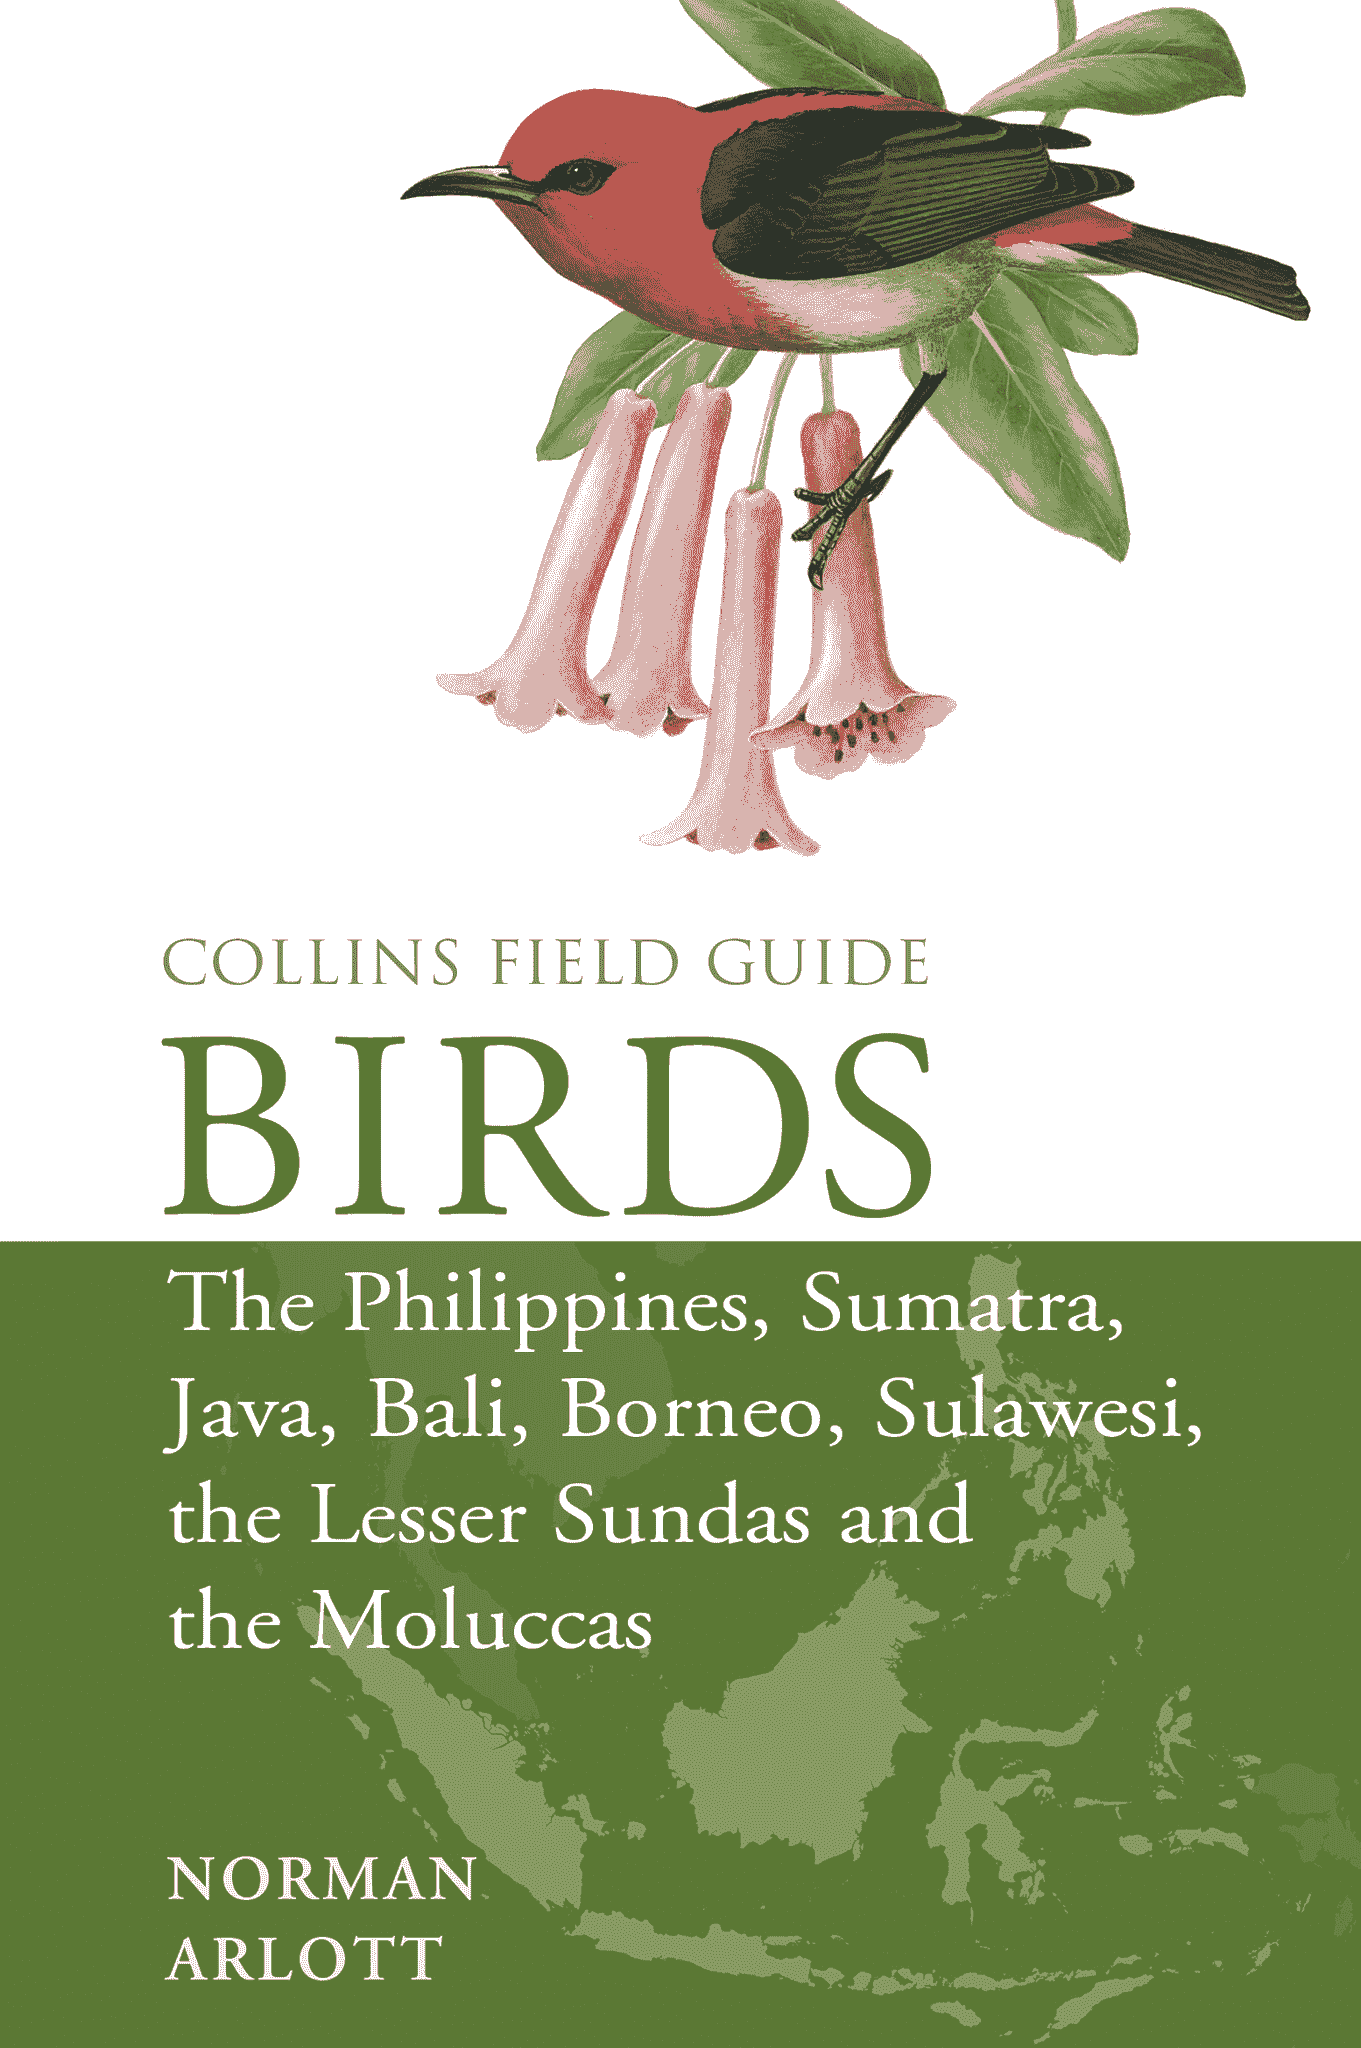 COLLINS FIELD GUIDE
BIRDS
The Philippines, Sumatra,
Java, Bali, Borneo, Sulawesi,
the Lesser Sundas and
the Moluccas
NORMAN
ARLOTT